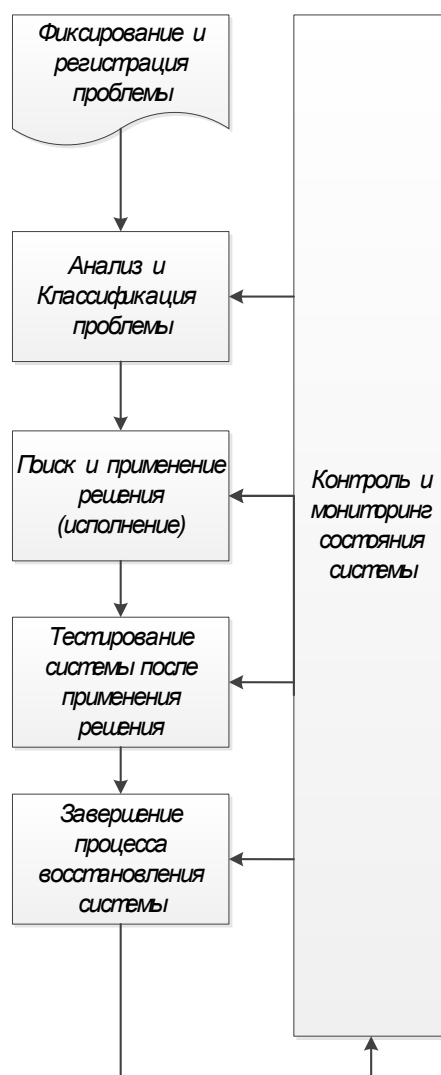 Фиксирование и
регистрация
проблемы
Анализ и
Классификация
проблемы
Поиск и применение
решения
(исполнение)
Контроль и
мониторинг
состояния
системы
Тестирование
системы после
применения
решения
Завершение
процесса
восстановления
системы